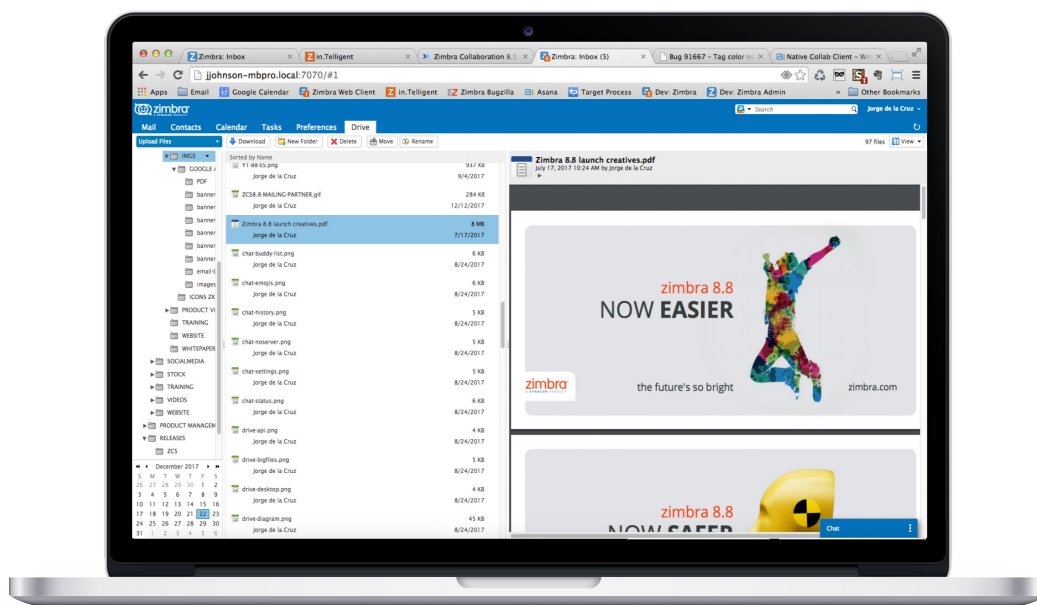 Zimbra: Inbox
in.Telligent
Zimbra Collaboration 8.5
Zimbra: Inbox (5)
Bug 91667 – Tag color
Native Collab Client –
jjohnson-mbpro.local:7070/#1
Apps Email Google Calendar Zimbra Web Client in.Telligent Zimbra Bugzilla Asana Target Process Dev: Zimbra Dev: Zimbra Admin » Other Bookmarks
zimbra
A SYNACOR PRODUCT
Search
Jorge de la Cruz
Mail Contacts Calendar Tasks Preferences Drive
Upload Files
Download New Folder Delete Move Rename
97 files View
IMGS
GOOGLE
PDF
banner
banner
banner
banner
banner
banner
email-
images
ICONS ZX
PRODUCT VI
TRAINING
WEBSITE
WHITEPAPER
SOCIALMEDIA
STOCK
TRAINING
VIDEOS
WEBSITE
PRODUCT MANAGEM
RELEASES
ZCS
December 2017
S M T W T F S
26 27 28 29 30 1 2
3 4 5 6 7 8 9
10 11 12 13 14 15 16
17 18 19 20 21 22 23
24 25 26 27 28 29 30
31 1 2 3 4 5 6
Sorted by Name
937 KB
Jorge de la Cruz 9/4/2017
ZCS8.8-MAILING-PARTNER.gif 284 KB
Jorge de la Cruz 12/12/2017
Zimbra 8.8 launch creatives.pdf 8 MB
Jorge de la Cruz 7/17/2017
chat-buddy-list.png 6 KB
Jorge de la Cruz 8/24/2017
chat-emojis.png 6 KB
Jorge de la Cruz 8/24/2017
chat-history.png 5 KB
Jorge de la Cruz 8/24/2017
chat-noserver.png 5 KB
Jorge de la Cruz 8/24/2017
chat-settings.png 5 KB
Jorge de la Cruz 8/24/2017
chat-status.png 6 KB
Jorge de la Cruz 8/24/2017
drive-api.png 4 KB
Jorge de la Cruz 8/24/2017
drive-bigfiles.png 5 KB
Jorge de la Cruz 8/24/2017
drive-desktop.png 4 KB
Jorge de la Cruz 8/24/2017
drive-diagram.png 45 KB
Jorge de la Cruz 8/24/2017
Zimbra 8.8 launch creatives.pdf
July 17, 2017 10:24 AM by Jorge de la Cruz
zimbra 8.8
NOW EASIER
zimbra
A SYNACOR PRODUCT
the future's so bright
zimbra.com
zimbra 8.8
NOW SAFER
Chat